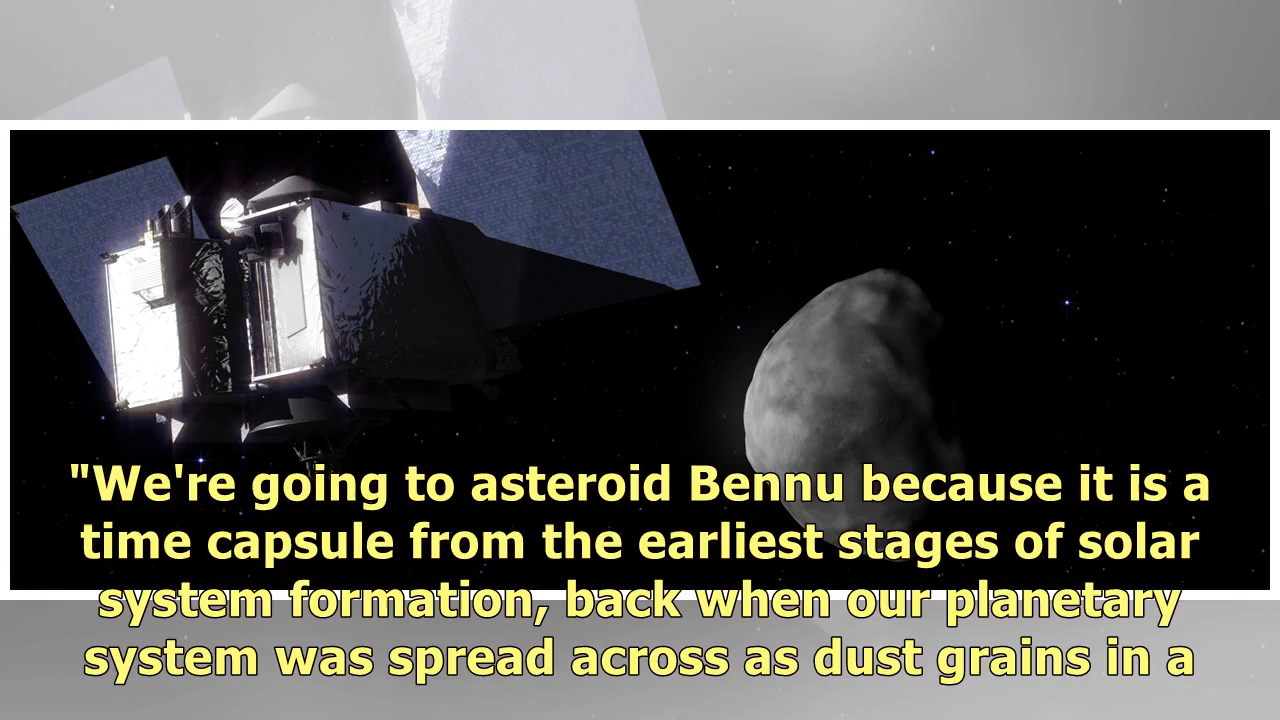 "We're going to asteroid Bennu because it is a
time capsule from the earliest stages of solar
system formation, back when our planetary
system was spread across as dust grains in a